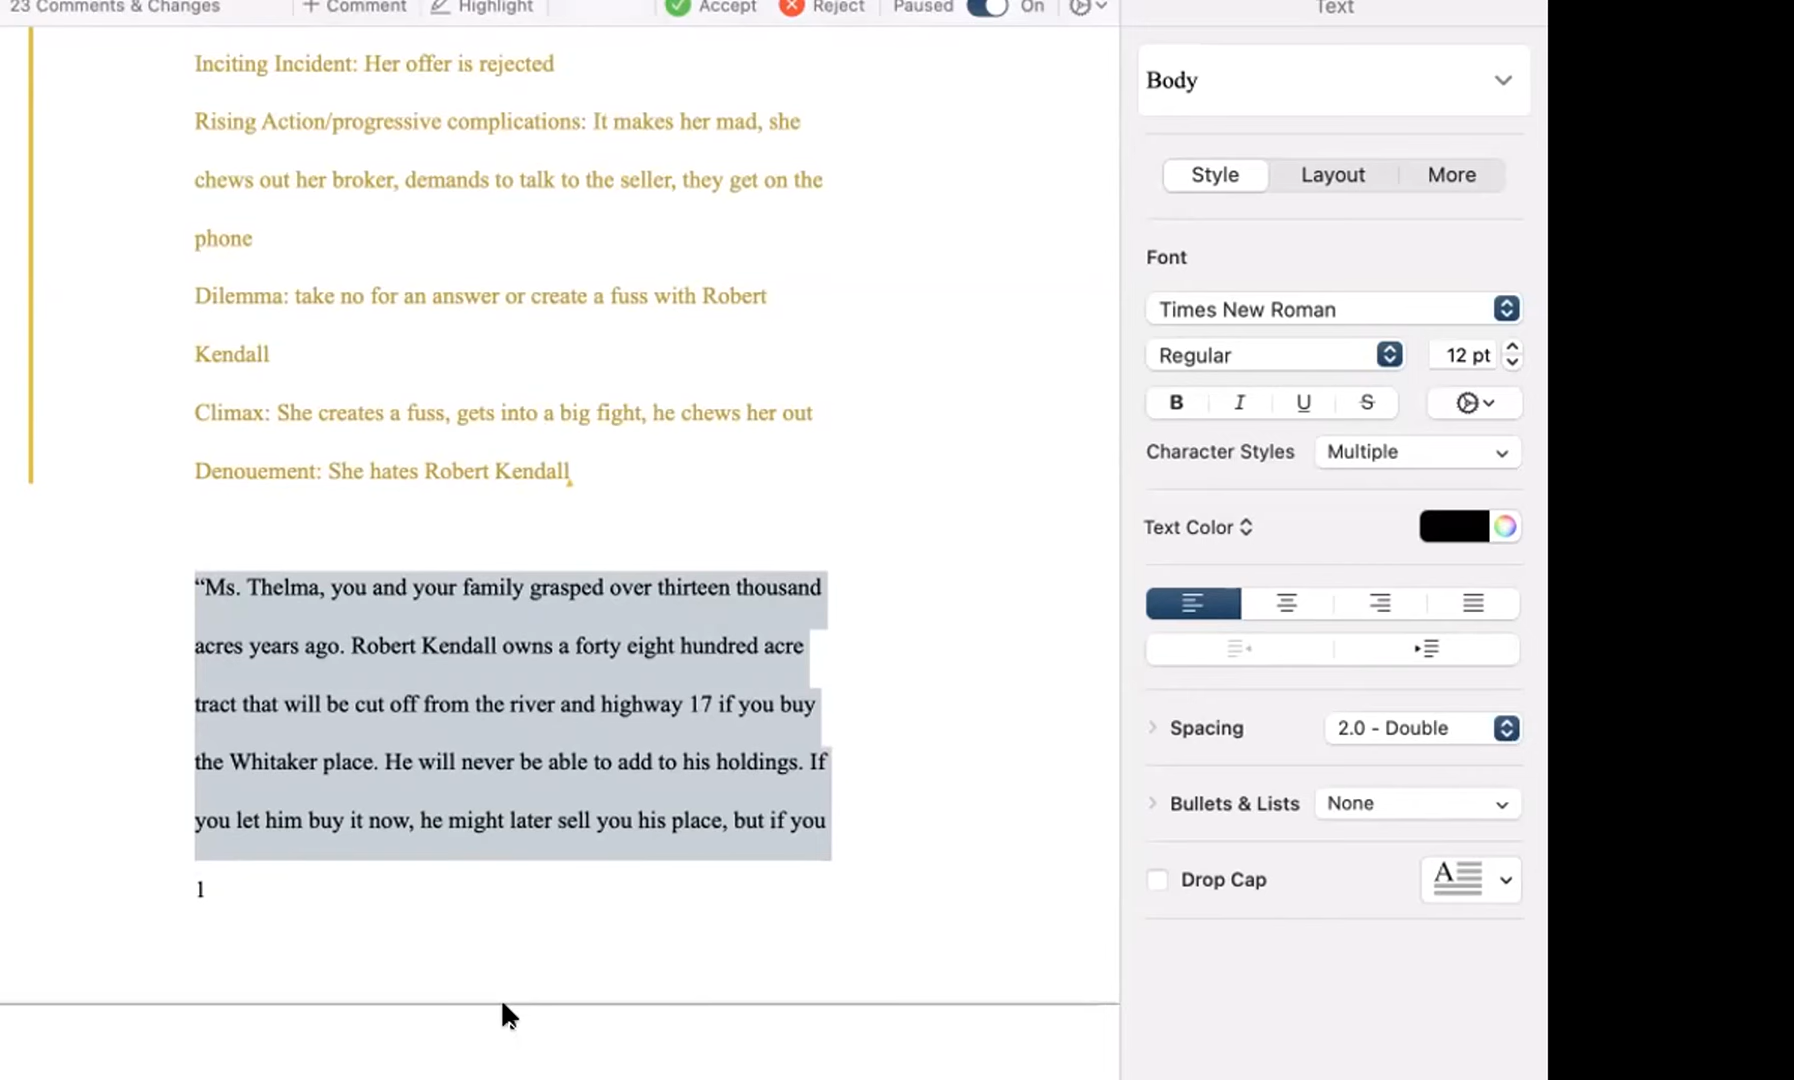 23 Comments & Changes + Comment Highlight Accept Reject Paused On Text
Inciting Incident: Her offer is rejected
Rising Action/progressive complications: It makes her mad, she
chews out her broker, demands to talk to the seller, they get on the
phone
Dilemma: take no for an answer or create a fuss with Robert
Kendall
Climax: She creates a fuss, gets into a big fight, he chews her out
Denouement: She hates Robert Kendall
“Ms. Thelma, you and your family grasped over thirteen thousand
acres years ago. Robert Kendall owns a forty eight hundred acre
tract that will be cut off from the river and highway 17 if you buy
the Whitaker place. He will never be able to add to his holdings. If
you let him buy it now, he might later sell you his place, but if you
1
Body
Style Layout More
Font
Times New Roman
Regular 12 pt
B I U S
Character Styles Multiple
Text Color
Spacing 2.0 - Double
Bullets & Lists None
Drop Cap A